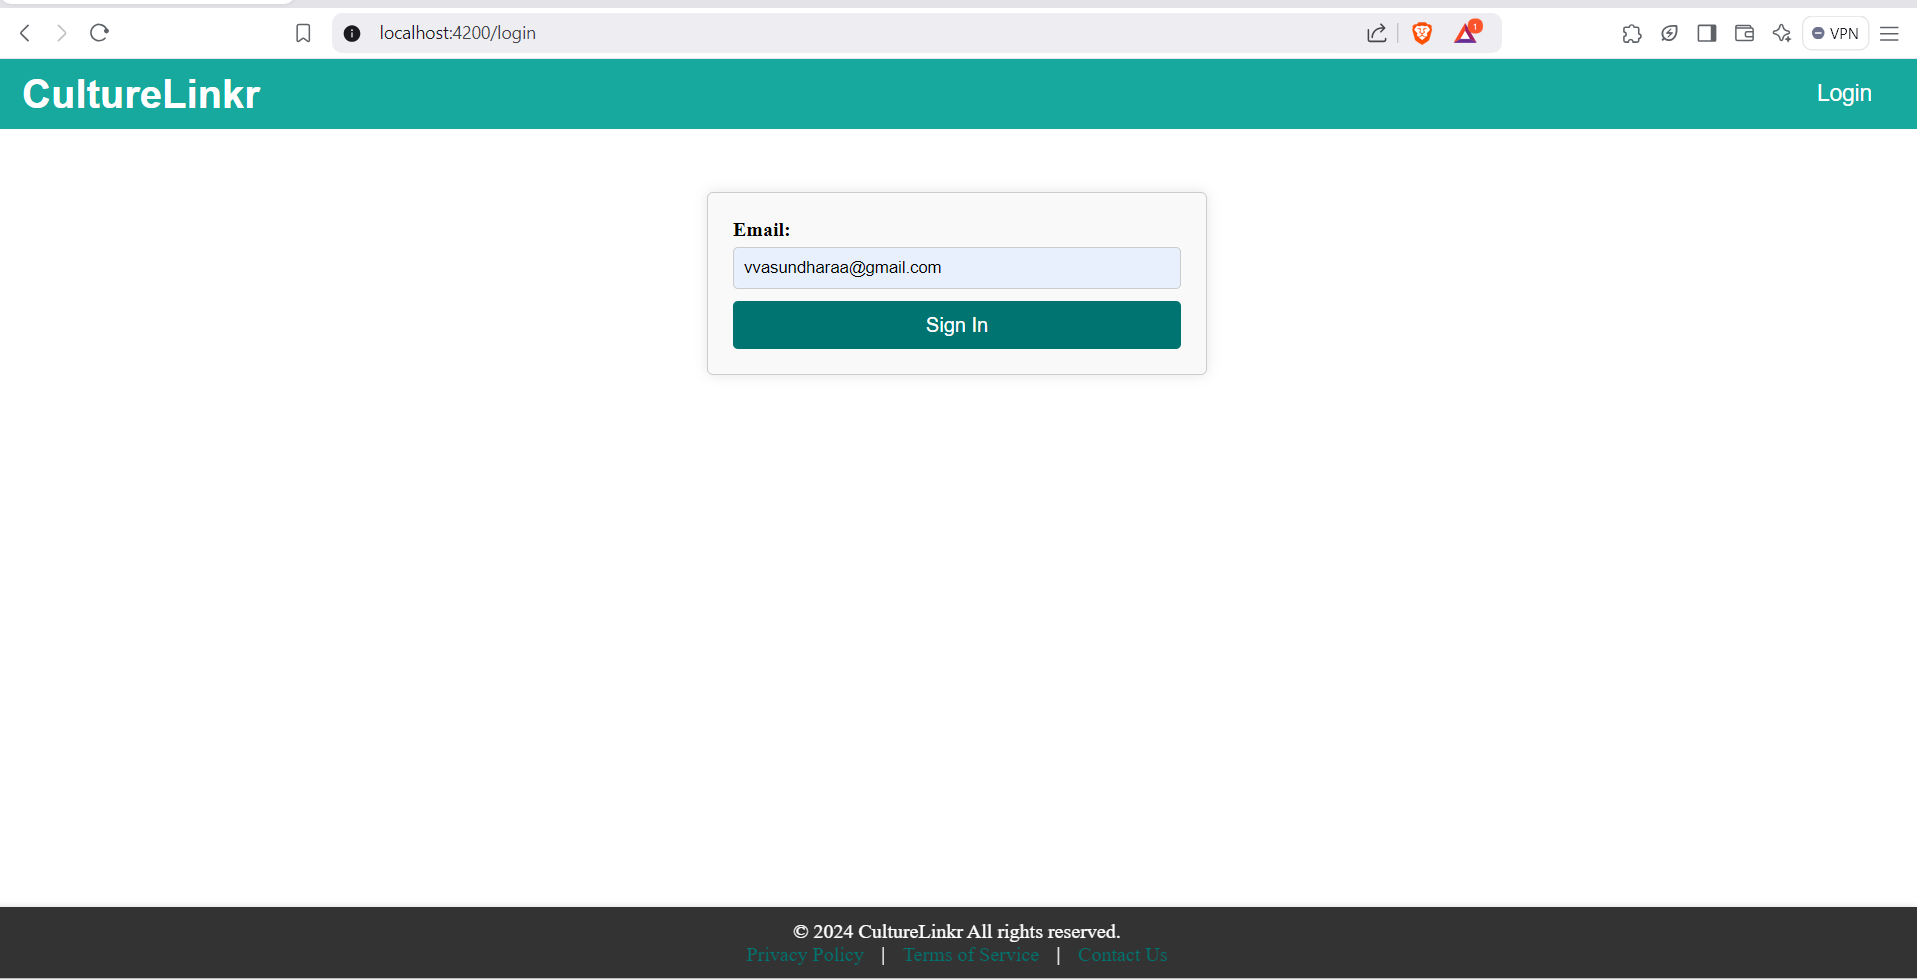 localhost:4200/login
1
VPN
CultureLinkr
Login
Email:
vvasundharaa@gmail.com
Sign In
© 2024 CultureLinkr All rights reserved.
Privacy Policy | Terms of Service | Contact Us